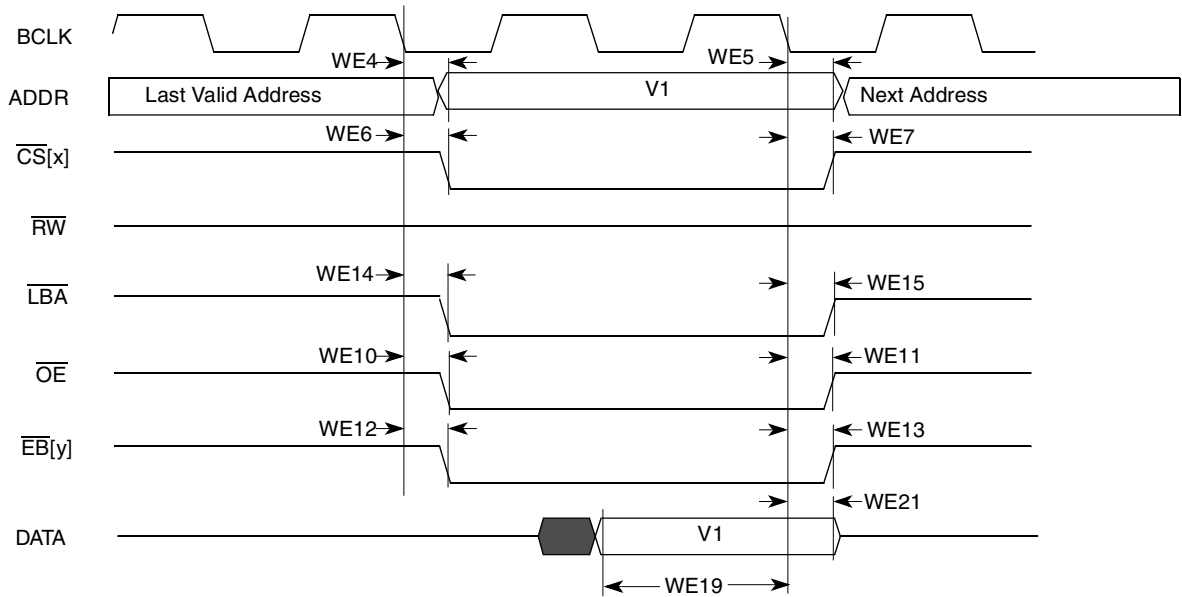 BCLK
WE4
WE5
ADDR
Last Valid Address
V1
Next Address
WE6
WE7
CS[x]
RW
WE14
WE15
LBA
WE10
WE11
OE
WE12
WE13
EB[y]
WE21
DATA
V1
WE19